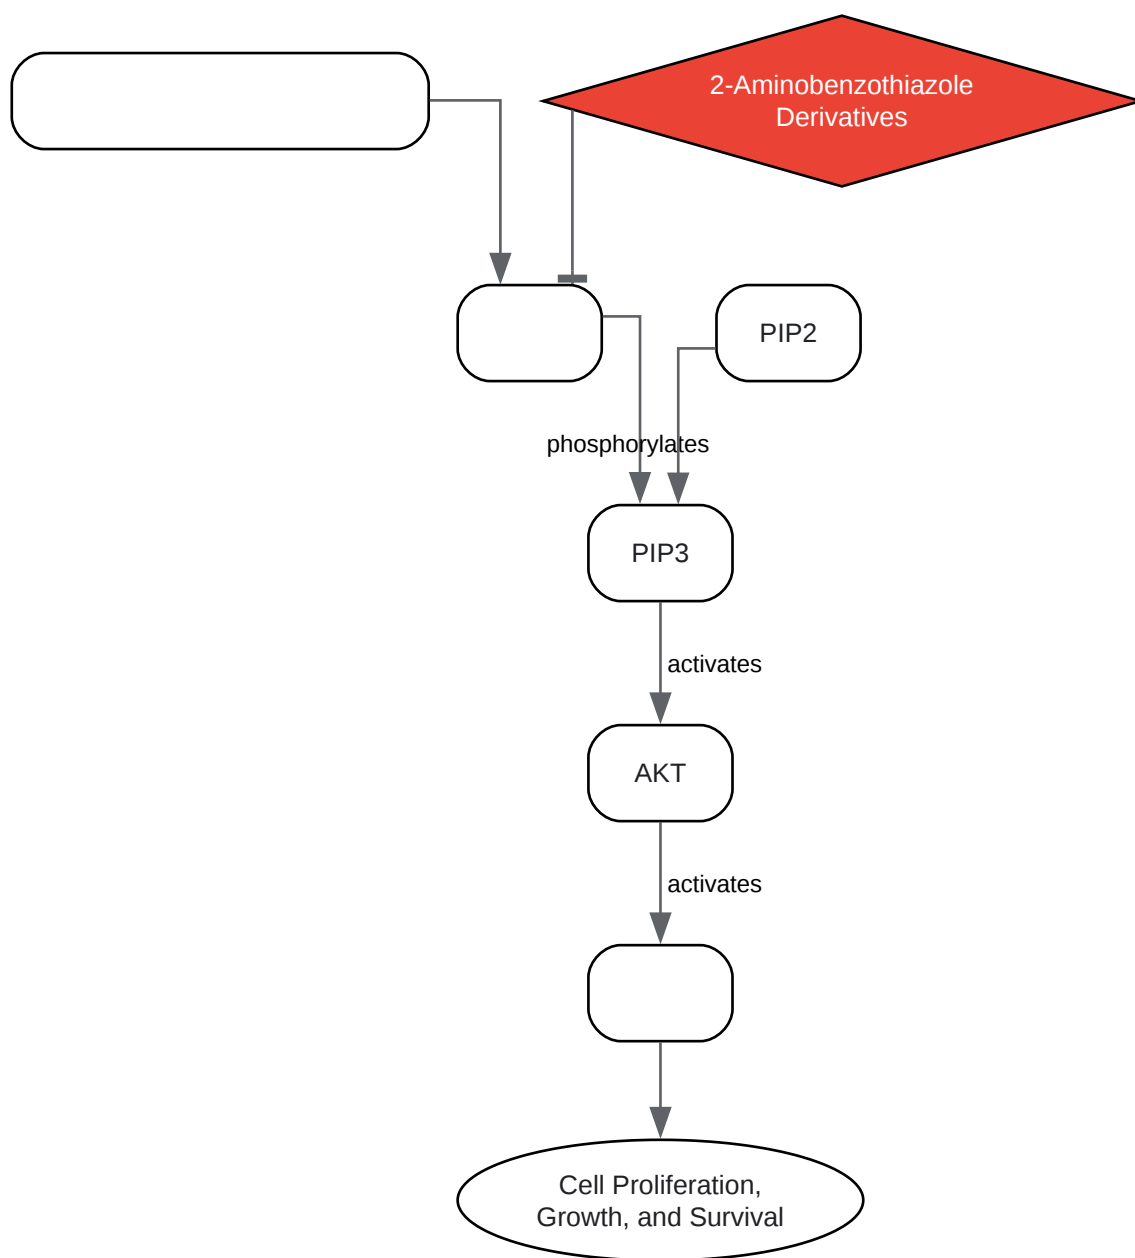 2-Aminobenzothiazole
Derivatives
PIP2
phosphorylates
PIP3
activates
AKT
activates
Cell Proliferation,
Growth, and Survival